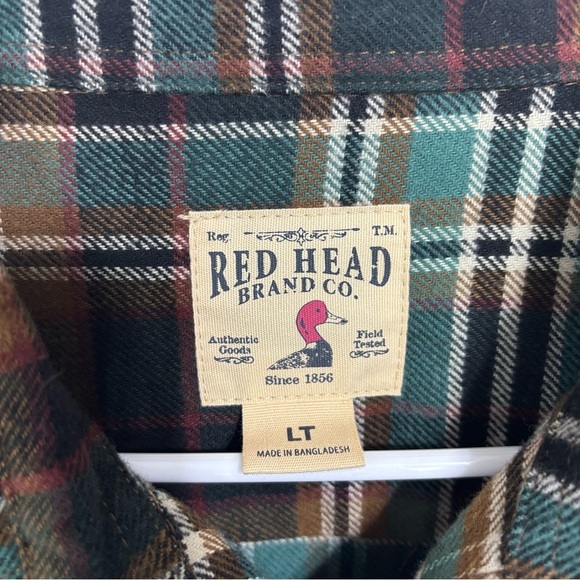 Reg. T.M.
RED HEAD
BRAND CO.
Authentic Goods
Field Tested
Since 1856
LT
MADE IN BANGLADESH